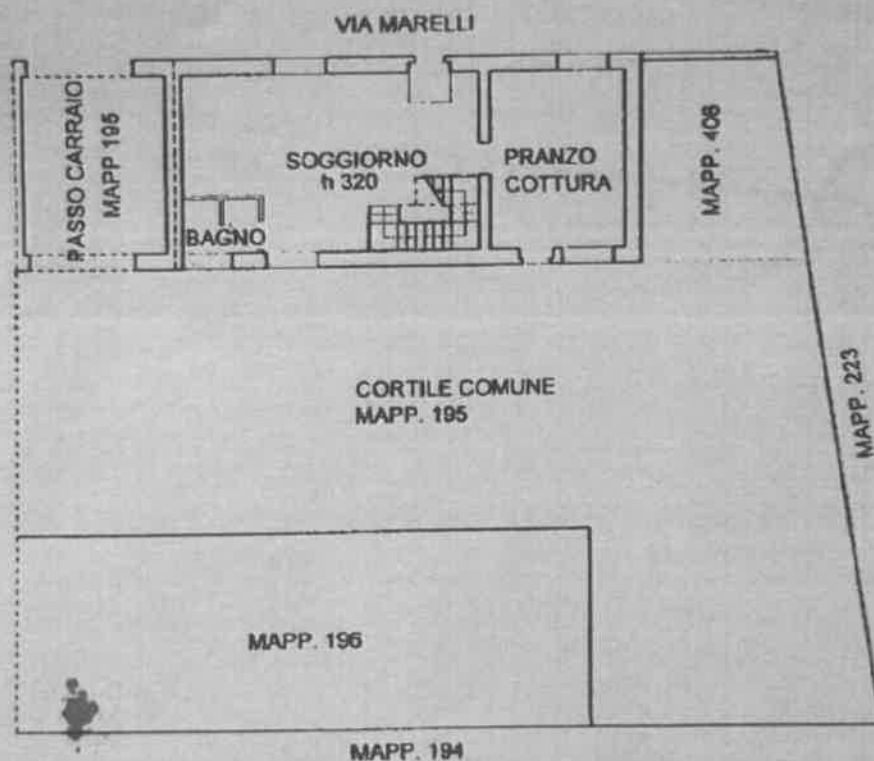 VIA MARELLI
PASSO CARRAIO
MAPP 195
SOGGIORNO
h 320
PRANZO
COTTURA
MAPP. 408
BAGNO
CORTILE COMUNE
MAPP. 195
MAPP. 223
MAPP. 196
MAPP. 194